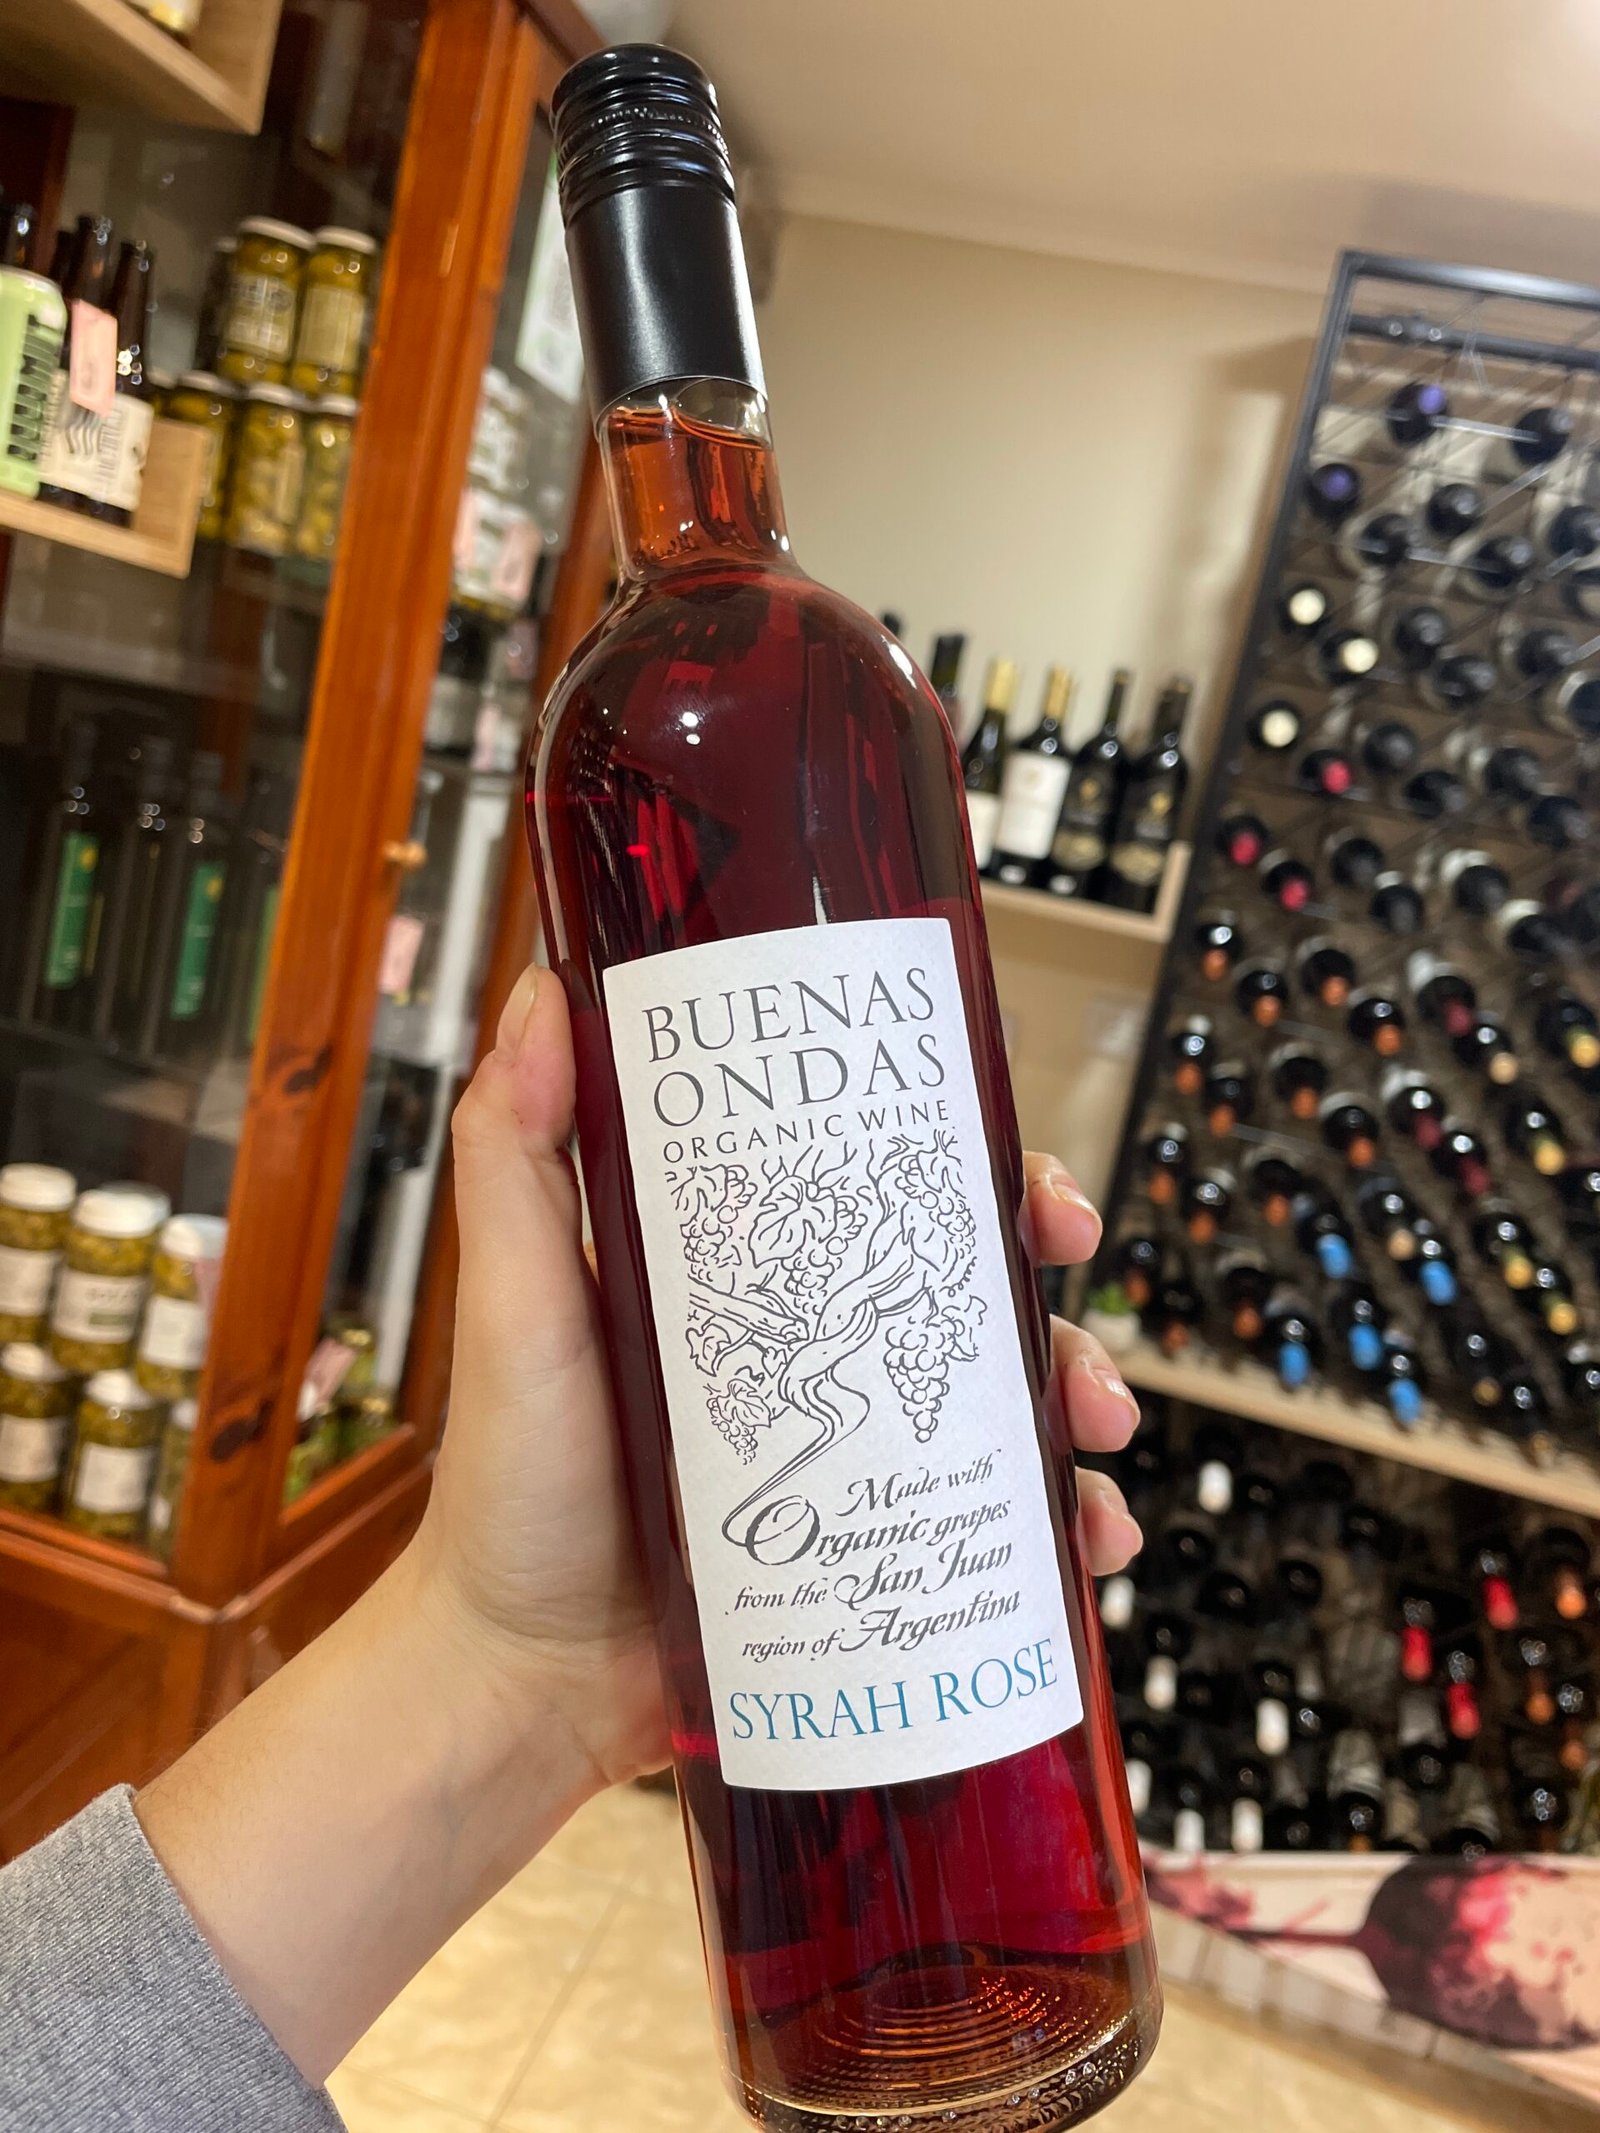 BUENAS
ONDAS
ORGANIC WINE
Made with
Organic grapes
from the San Juan
region of Argentina
SYRAH ROSE